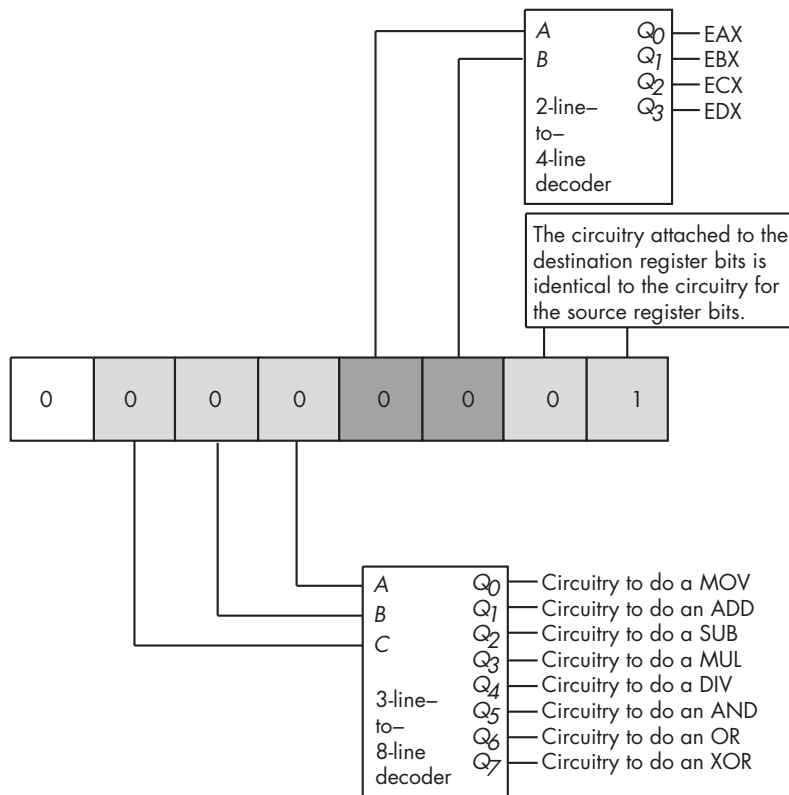 A Q0 EAX
B Q1 EBX
Q2 ECX
Q3 EDX
2-line–
to–
4-line
decoder
The circuitry attached to the
destination register bits is
identical to the circuitry for
the source register bits.
0 0 0 0 0 0 0 1
A Q0 Circuitry to do a MOV
B Q1 Circuitry to do an ADD
C Q2 Circuitry to do a SUB
Q3 Circuitry to do a MUL
Q4 Circuitry to do a DIV
Q5 Circuitry to do an AND
Q6 Circuitry to do an OR
Q7 Circuitry to do an XOR
3-line–
to–
8-line
decoder